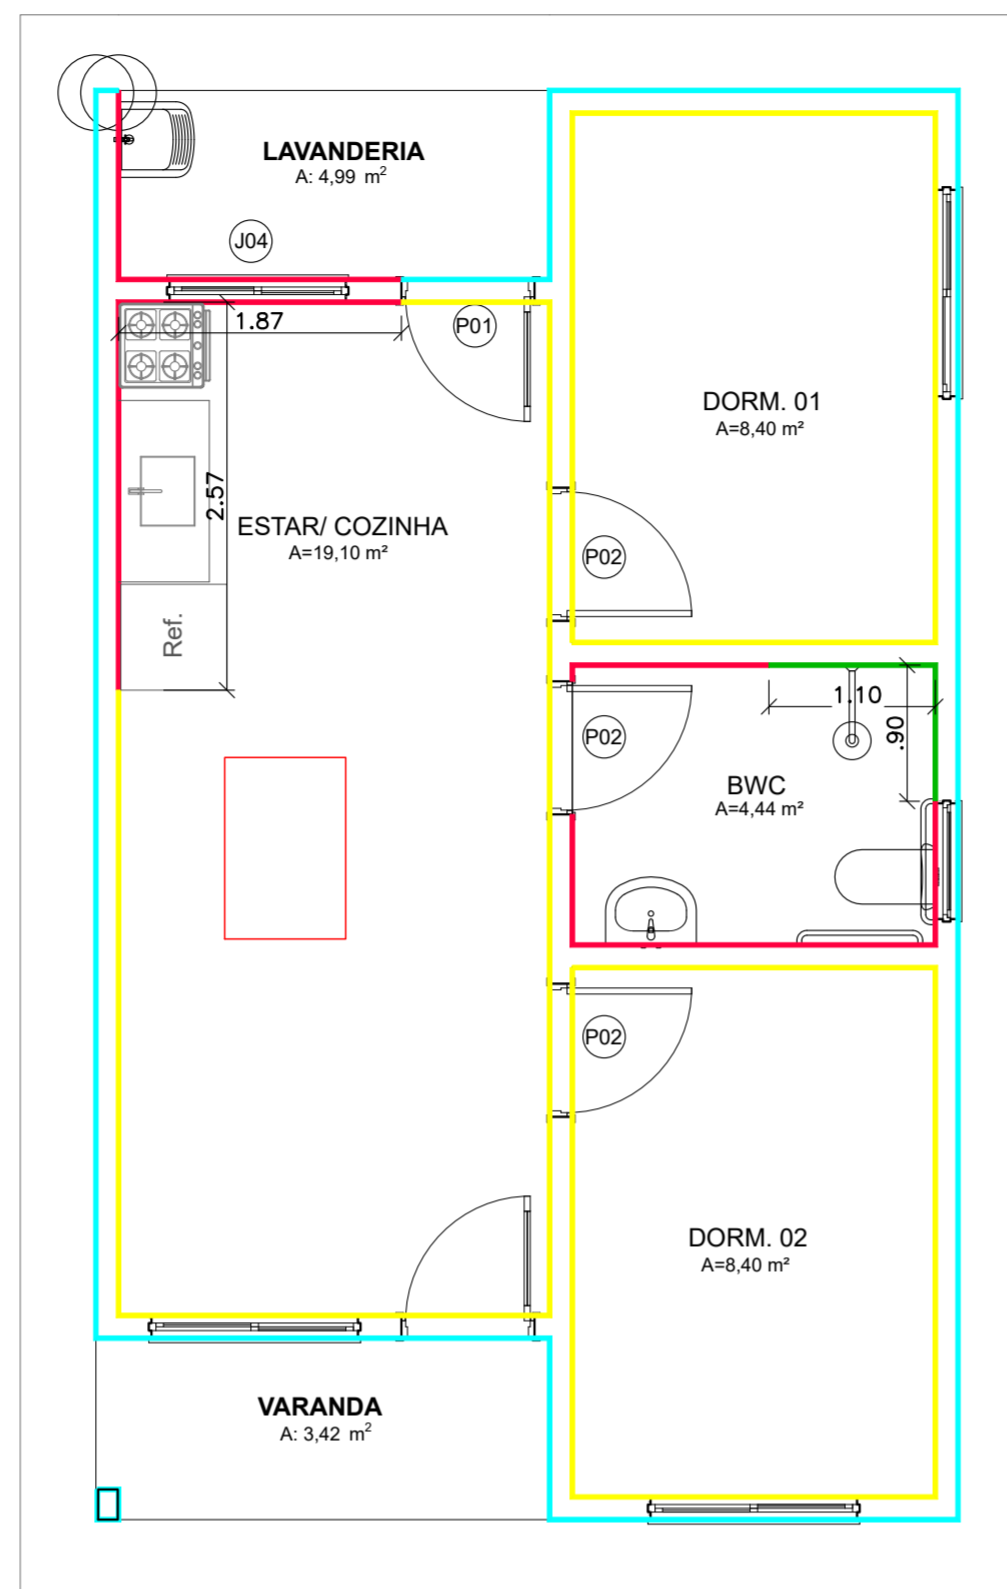 LAVANDERIA
A: 4,99 m²
J04
1.87
P01
DORM. 01
A=8,40 m²
2.57
ESTAR/ COZINHA
A=19,10 m²
P02
Ref.
1.10
P02
.90
BWC
A=4,44 m²
P02
DORM. 02
A=8,40 m²
VARANDA
A: 3,42 m²